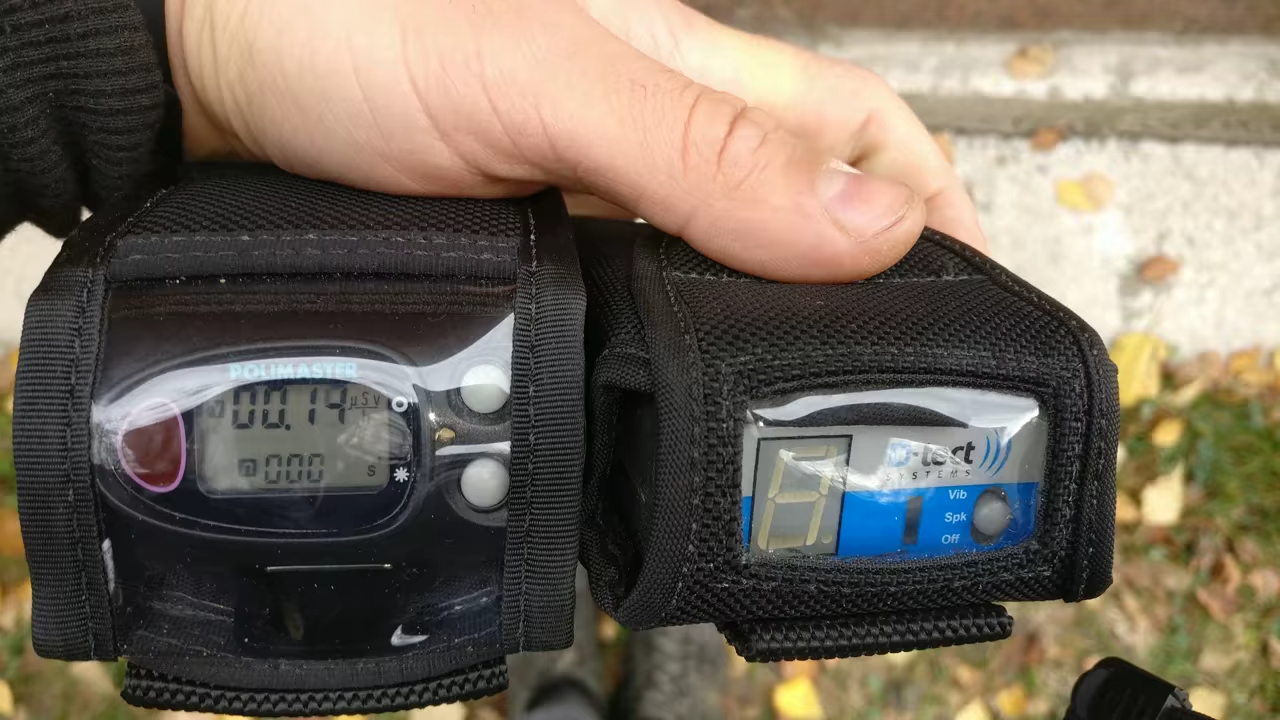 POLIMASTER
00.14 µSv/h
000 s
D-tect
SYSTEMS
Vib
Spk
Off